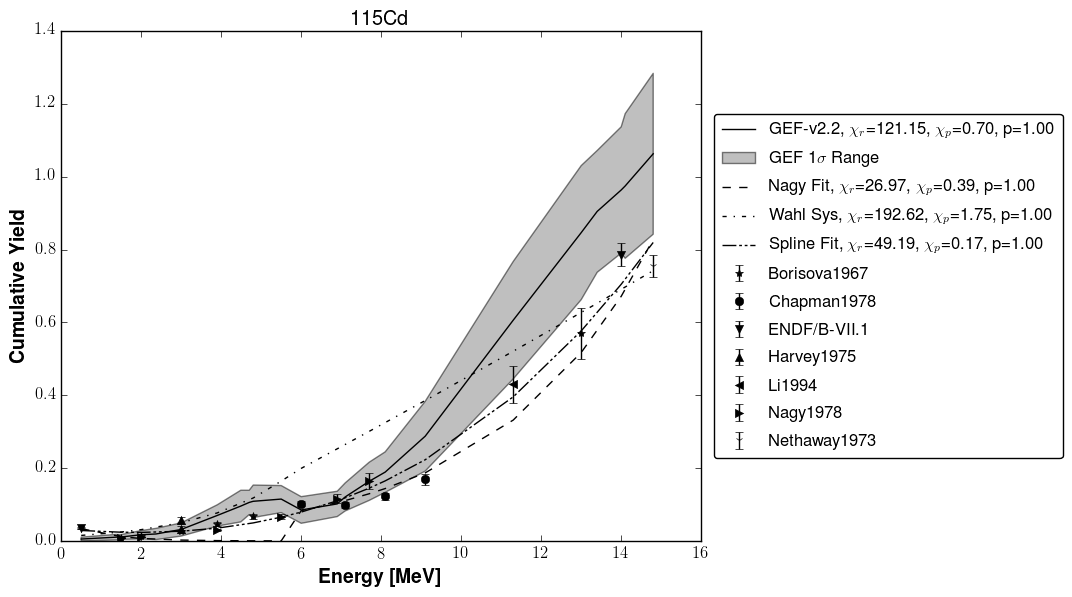 115Cd
1.4
1.2
1.0
0.8
0.6
0.4
0.2
0.0
0 2 4 6 8 10 12 14 16
Cumulative Yield
Energy [MeV]
GEF-v2.2, χr=121.15, χp=0.70, p=1.00
GEF 1σ Range
Nagy Fit, χr=26.97, χp=0.39, p=1.00
Wahl Sys, χr=192.62, χp=1.75, p=1.00
Spline Fit, χr=49.19, χp=0.17, p=1.00
Borisova1967
Chapman1978
ENDF/B-VII.1
Harvey1975
Li1994
Nagy1978
Nethaway1973